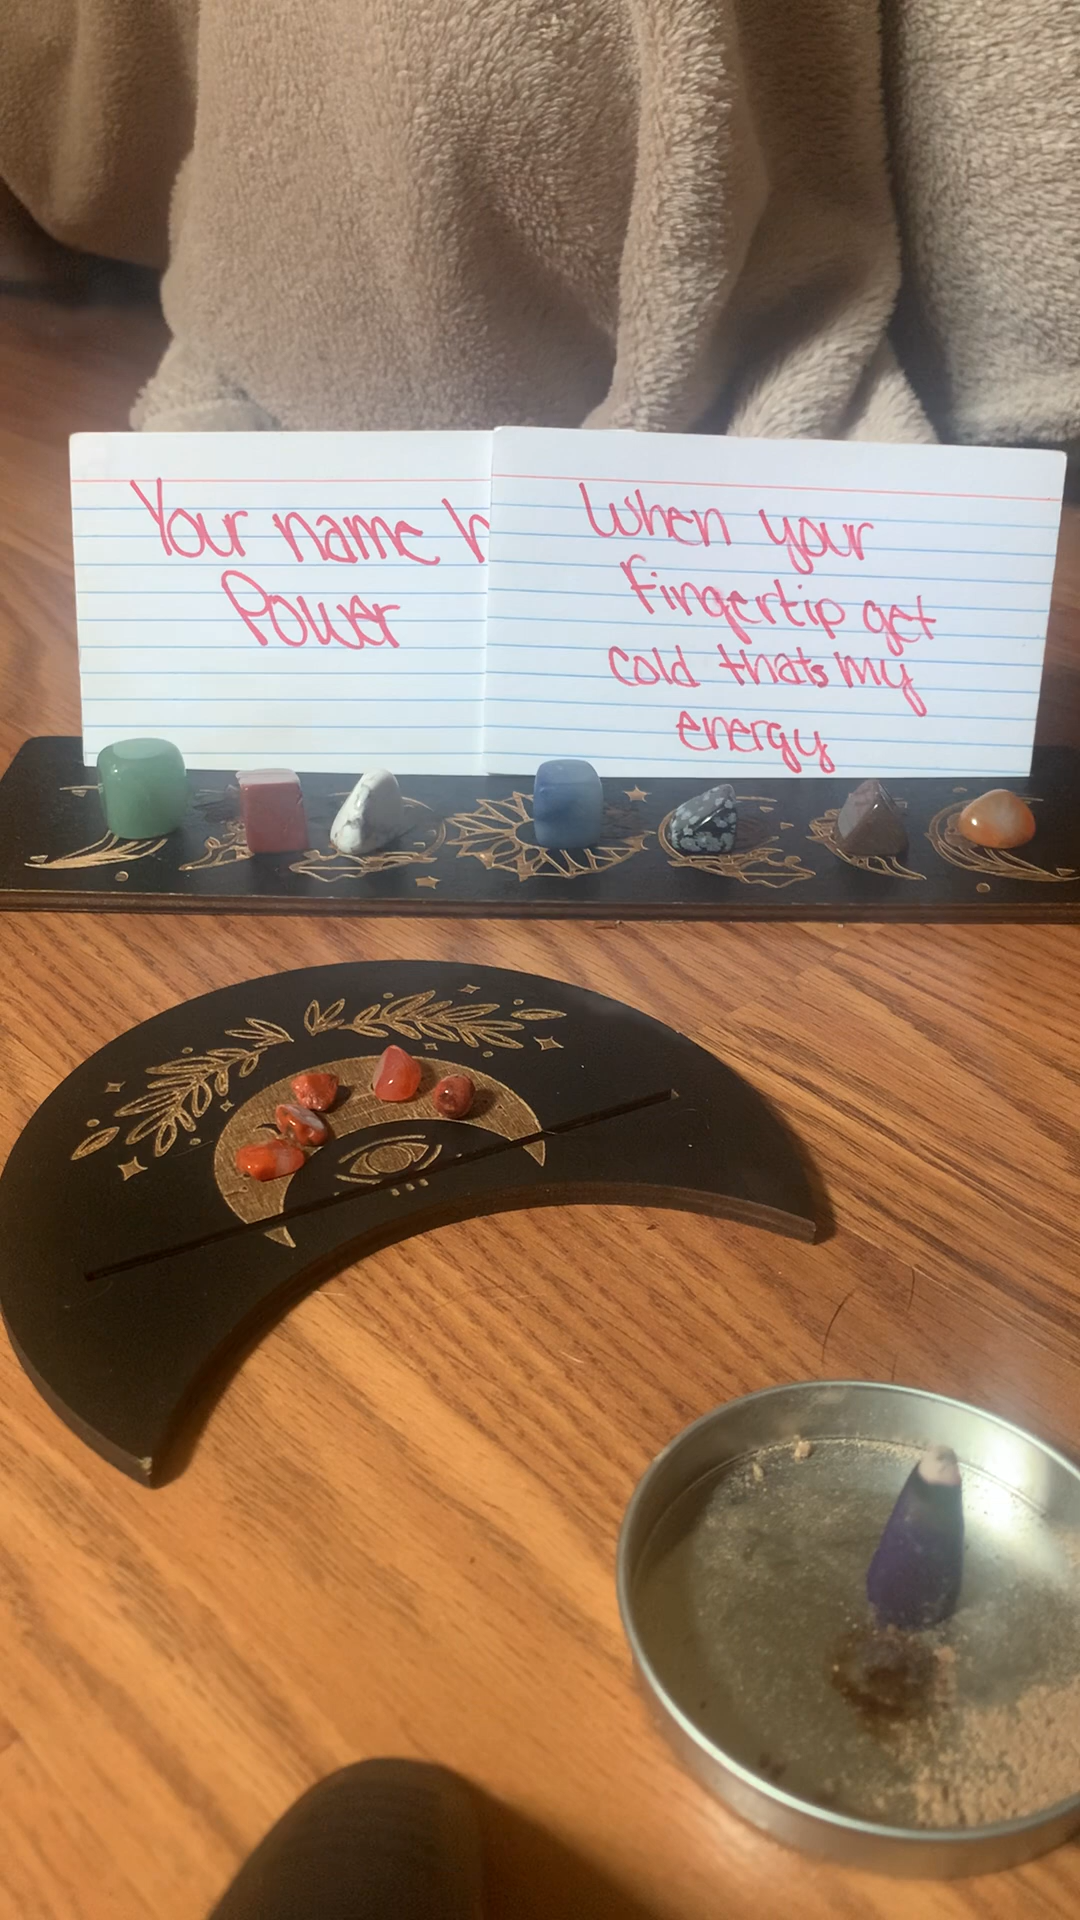 Your name
Power
When your
fingertip get
cold thats my
energy